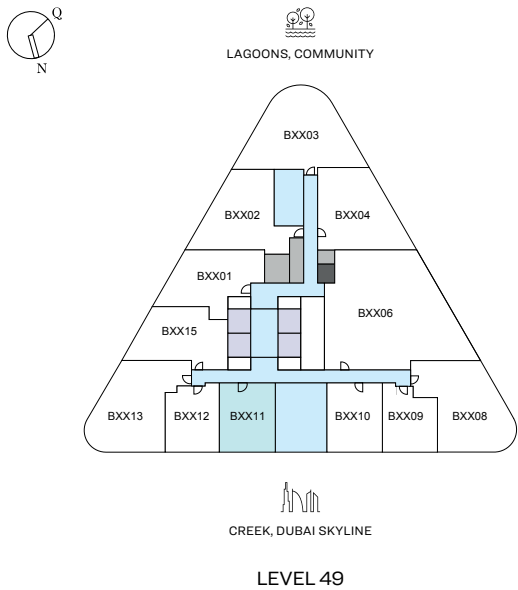 Q
N
LAGOONS, COMMUNITY
BXX03
BXX02
BXX04
BXX01
BXX06
BXX15
BXX13
BXX12
BXX11
BXX10
BXX09
BXX08
CREEK, DUBAI SKYLINE
LEVEL 49